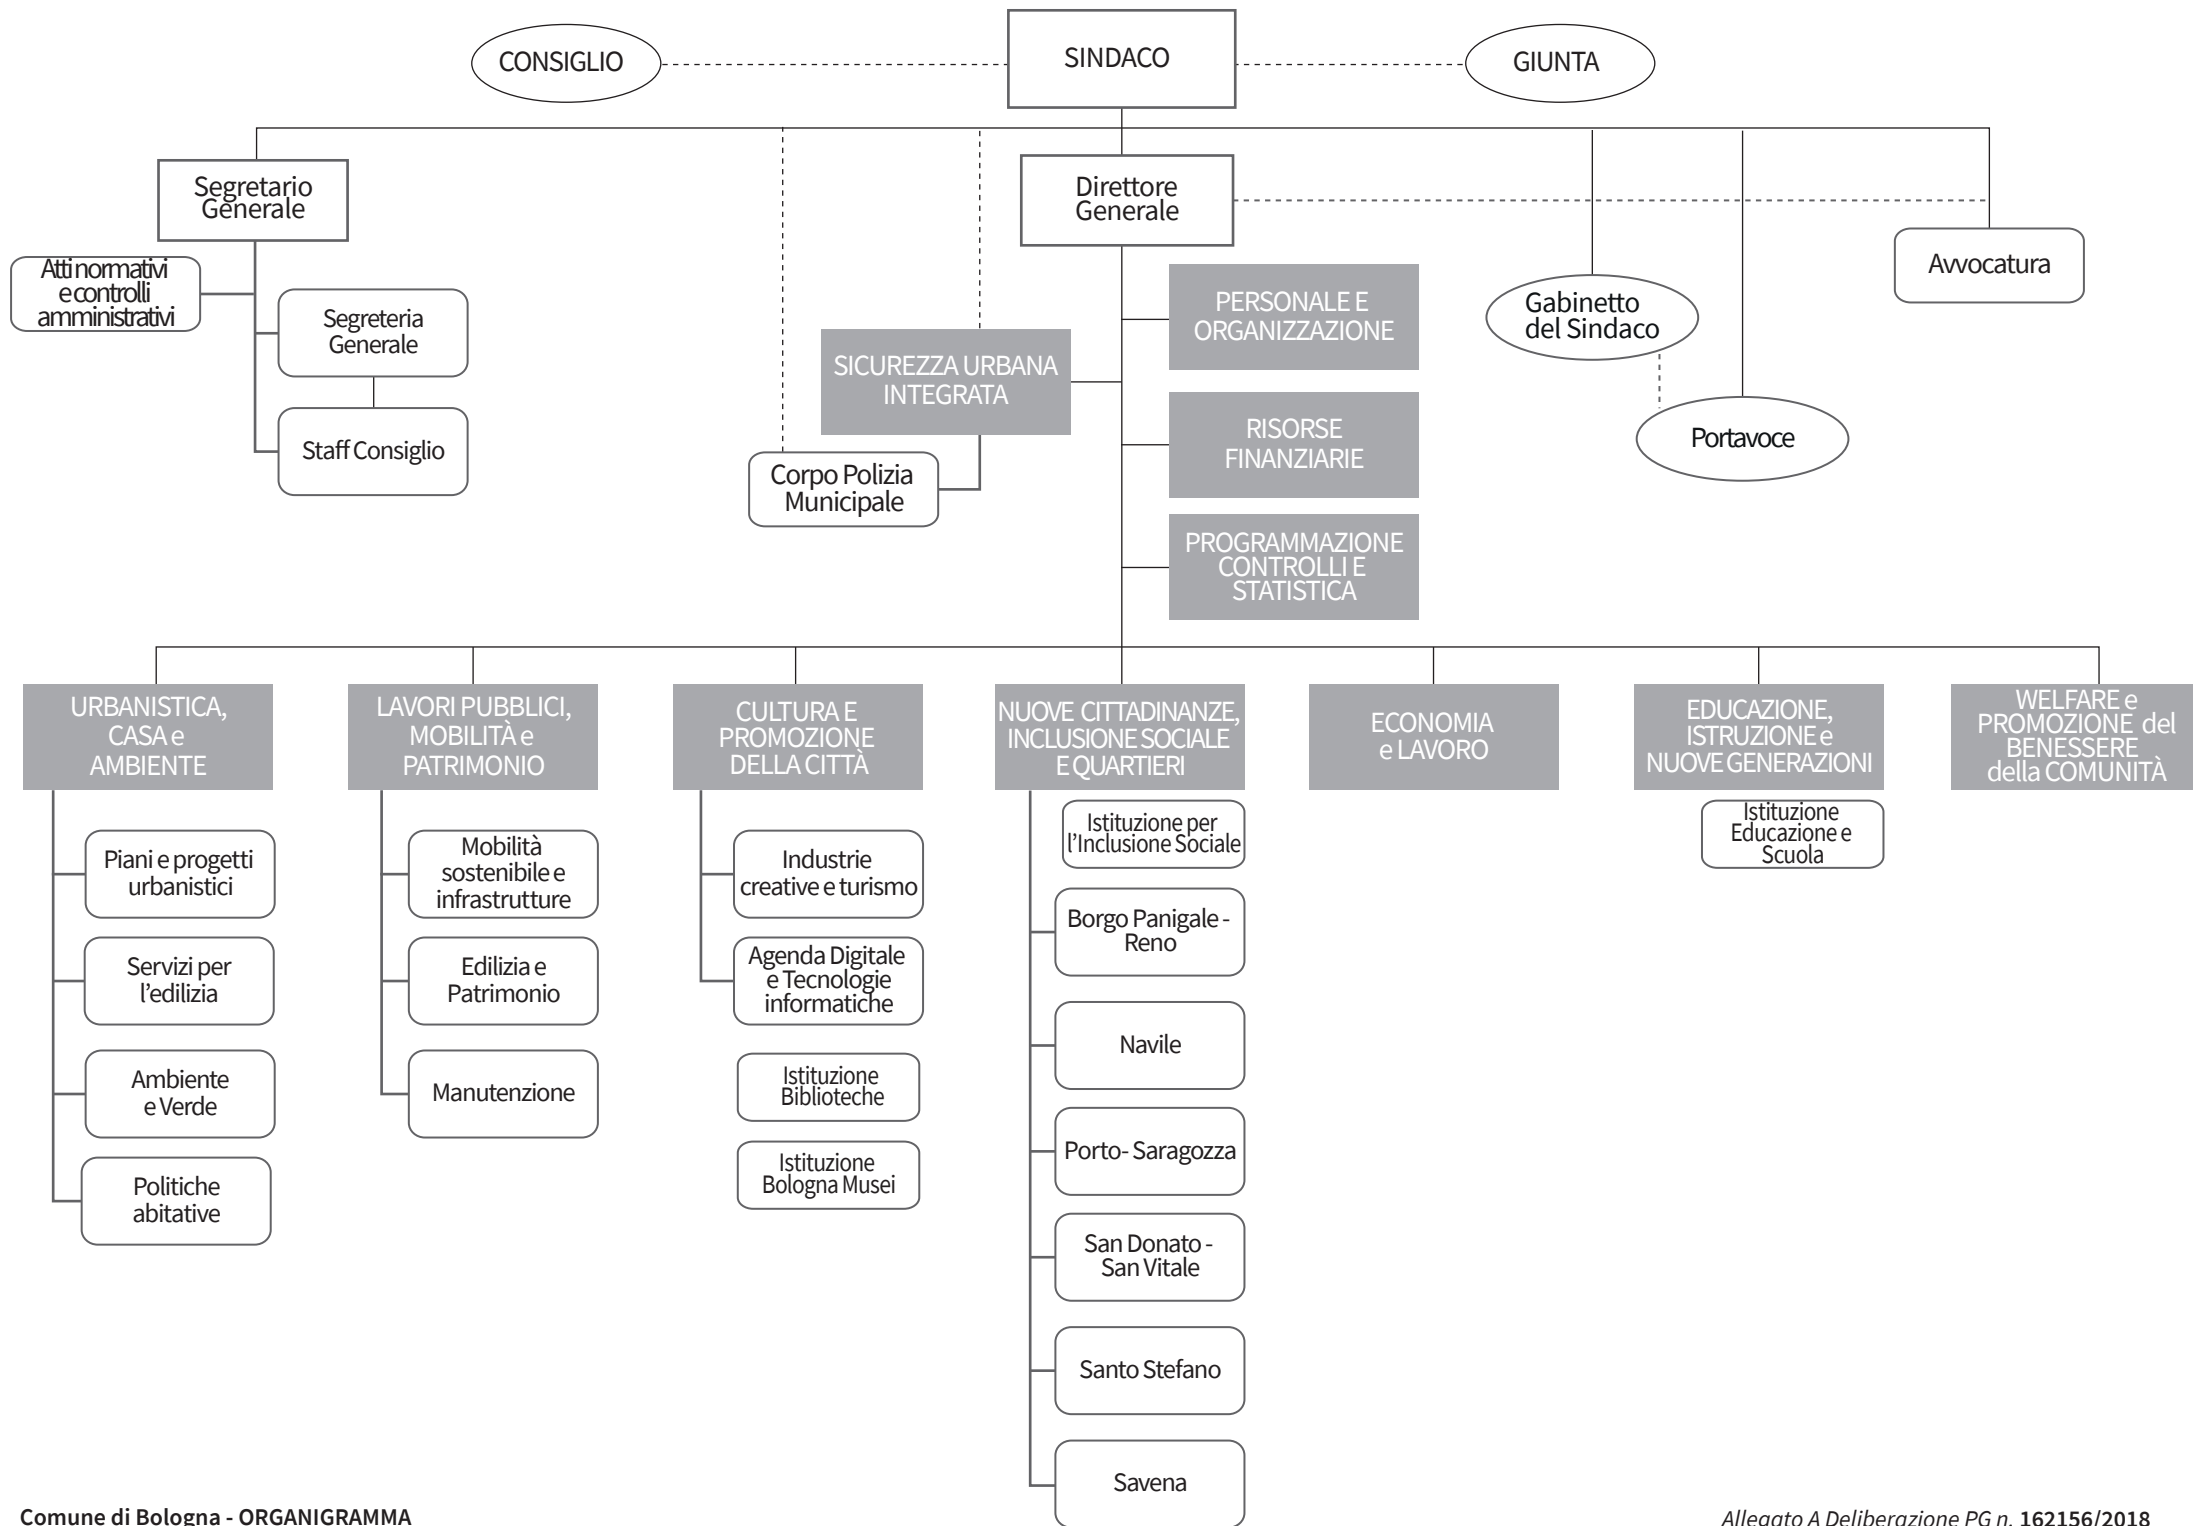 CONSIGLIO
SINDACO
GIUNTA
Segretario
Generale
Direttore
Generale
Avvocatura
Atti normativi
e controlli
amministrativi
Segreteria
Generale
Staff Consiglio
SICUREZZA URBANA
INTEGRATA
Corpo Polizia
Municipale
PERSONALE E
ORGANIZZAZIONE
RISORSE
FINANZIARIE
PROGRAMMAZIONE
CONTROLLI E
STATISTICA
Gabinetto
del Sindaco
Portavoce
URBANISTICA,
CASA e
AMBIENTE
Piani e progetti
urbanistici
Servizi per
l'edilizia
Ambiente
e Verde
Politiche
abitative
LAVORI PUBBLICI,
MOBILITÀ e
PATRIMONIO
Mobilità
sostenibile e
infrastrutture
Edilizia e
Patrimonio
Manutenzione
CULTURA E
PROMOZIONE
DELLA CITTÀ
Industrie
creative e turismo
Agenda Digitale
e Tecnologie
informatiche
Istituzione
Biblioteche
Istituzione
Bologna Musei
NUOVE CITTADINANZE,
INCLUSIONE SOCIALE
E QUARTIERI
Istituzione per
l'Inclusione Sociale
Borgo Panigale -
Reno
Navile
Porto- Saragozza
San Donato -
San Vitale
Santo Stefano
Savena
ECONOMIA
e LAVORO
EDUCAZIONE,
ISTRUZIONE e
NUOVE GENERAZIONI
Istituzione
Educazione e
Scuola
WELFARE e
PROMOZIONE del
BENESSERE
della COMUNITÀ
Comune di Bologna - ORGANIGRAMMA
Allegato A Deliberazione PG n. 162156/2018